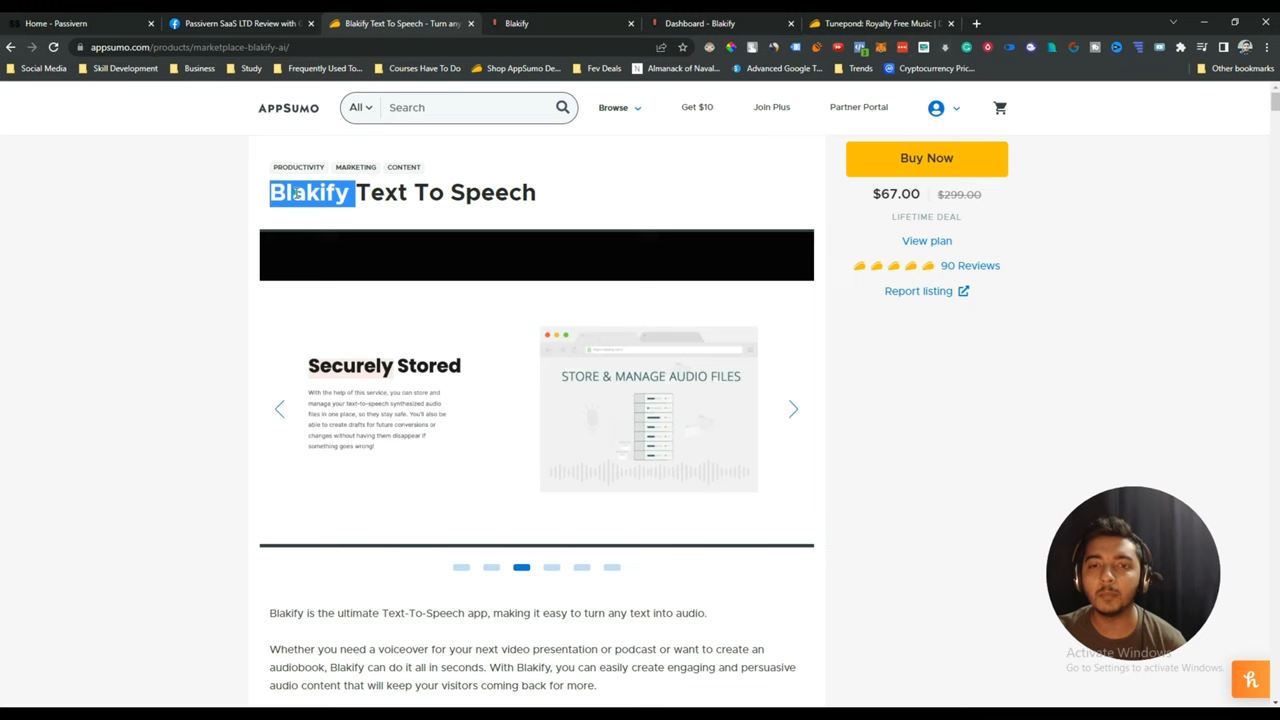 Home - Passivern
Passivern SaaS LTD Review with
Blakify Text To Speech - Turn any
Blakify
Dashboard - Blakify
Tunepond: Royalty Free Music | D
appsumo.com/products/marketplace-blakify-ai/
Social Media
Skill Development
Business
Study
Frequently Used To...
Courses Have To Do
Shop AppSumo De...
Fev Deals
Almanack of Naval...
Advanced Google T...
Trends
Cryptocurrency Pric...
Other bookmarks
APPSUMO
All
Search
Browse
Get $10
Join Plus
Partner Portal
PRODUCTIVITY
MARKETING
CONTENT
Blakify Text To Speech
Buy Now
$67.00
$299.00
LIFETIME DEAL
View plan
90 Reviews
Report listing
Securely Stored
With the help of this service, you can store and
manage your text-to-speech synthesized audio
files in one place, so they stay safe. You'll also be
able to create drafts for future conversions or
changes without having them disappear if
something goes wrong!
STORE & MANAGE AUDIO FILES
Blakify is the ultimate Text-To-Speech app, making it easy to turn any text into audio.
Whether you need a voiceover for your next video presentation or podcast or want to create an
audiobook, Blakify can do it all in seconds. With Blakify, you can easily create engaging and persuasive
audio content that will keep your visitors coming back for more.
Activate Windows
Go to Settings to activate Windows.